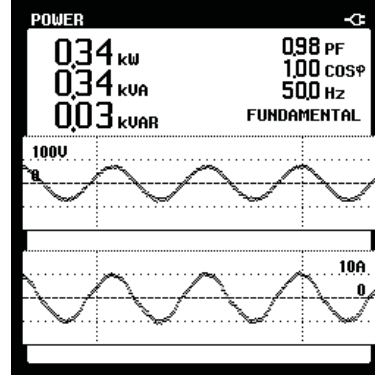 POWER
0.34 kW
0.34 kVA
0.03 kVAR
0.98 PF
1.00 COSφ
50.0 Hz
FUNDAMENTAL
100V
0
10A
0